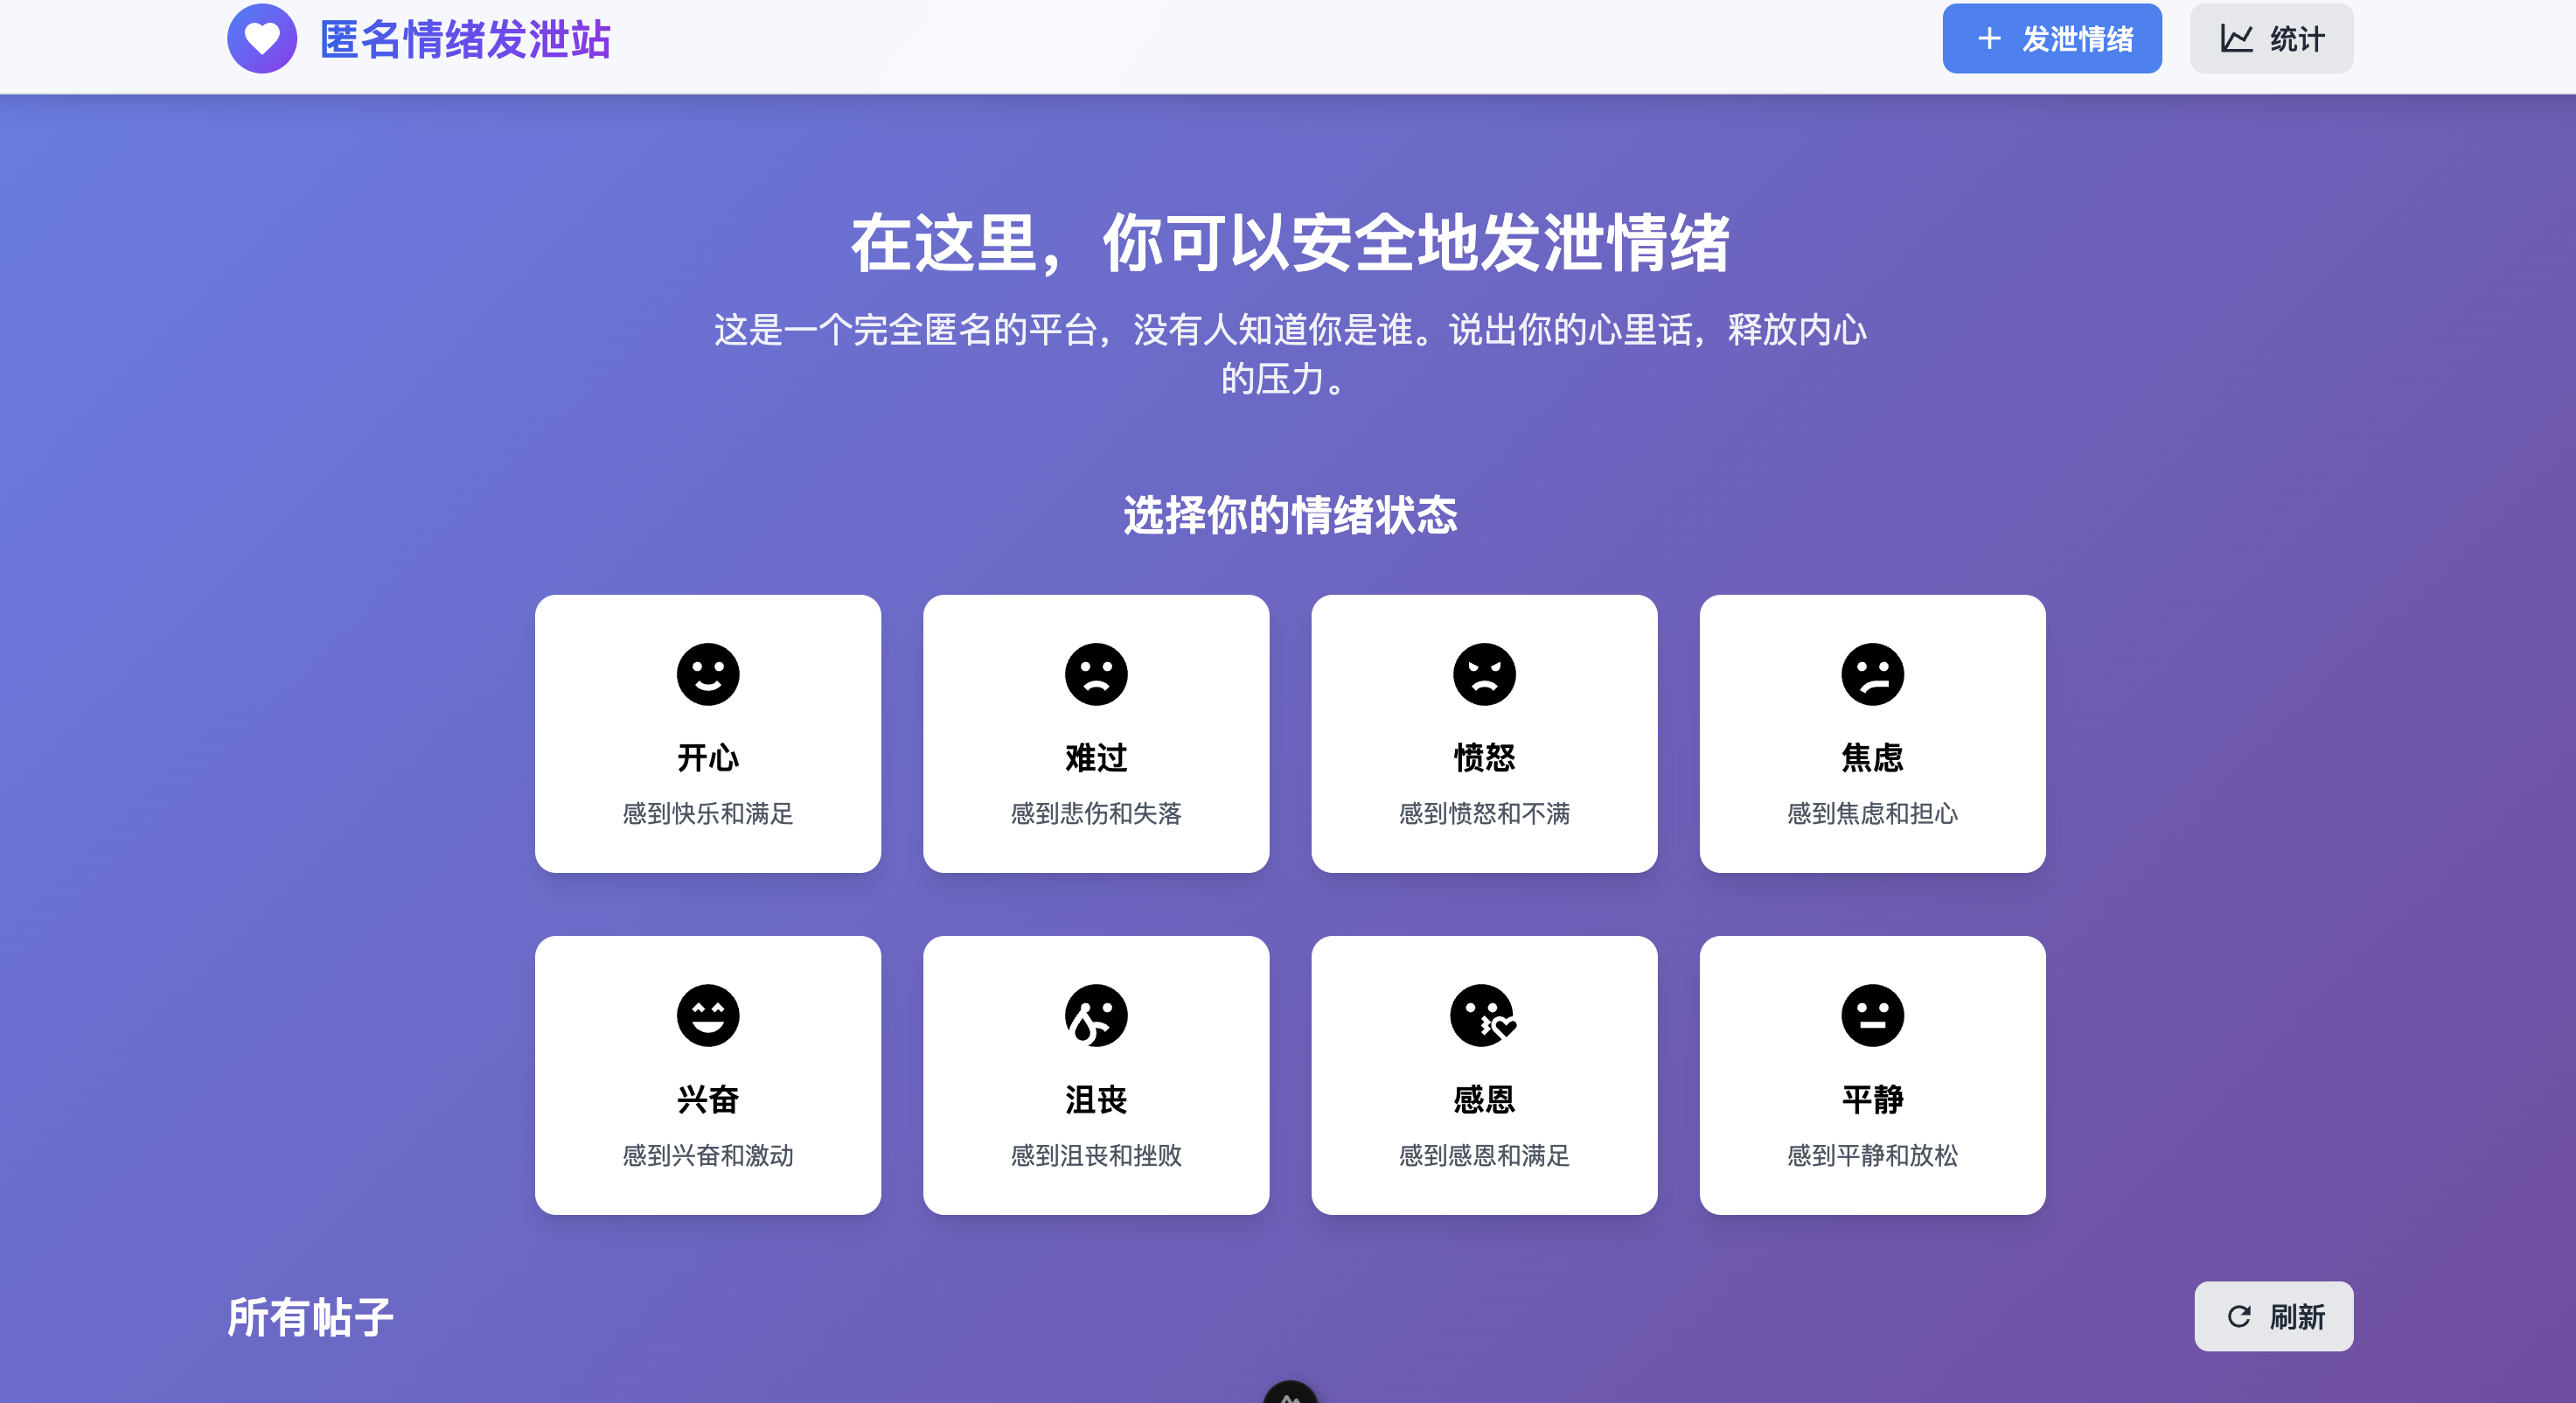 匿名情绪发泄站
发泄情绪
统计
在这里，你可以安全地发泄情绪
这是一个完全匿名的平台，没有人知道你是谁。说出你的心里话，释放内心
的压力。
选择你的情绪状态
开心
感到快乐和满足
难过
感到悲伤和失落
愤怒
感到愤怒和不满
焦虑
感到焦虑和担心
兴奋
感到兴奋和激动
沮丧
感到沮丧和挫败
感恩
感到感恩和满足
平静
感到平静和放松
所有帖子
刷新